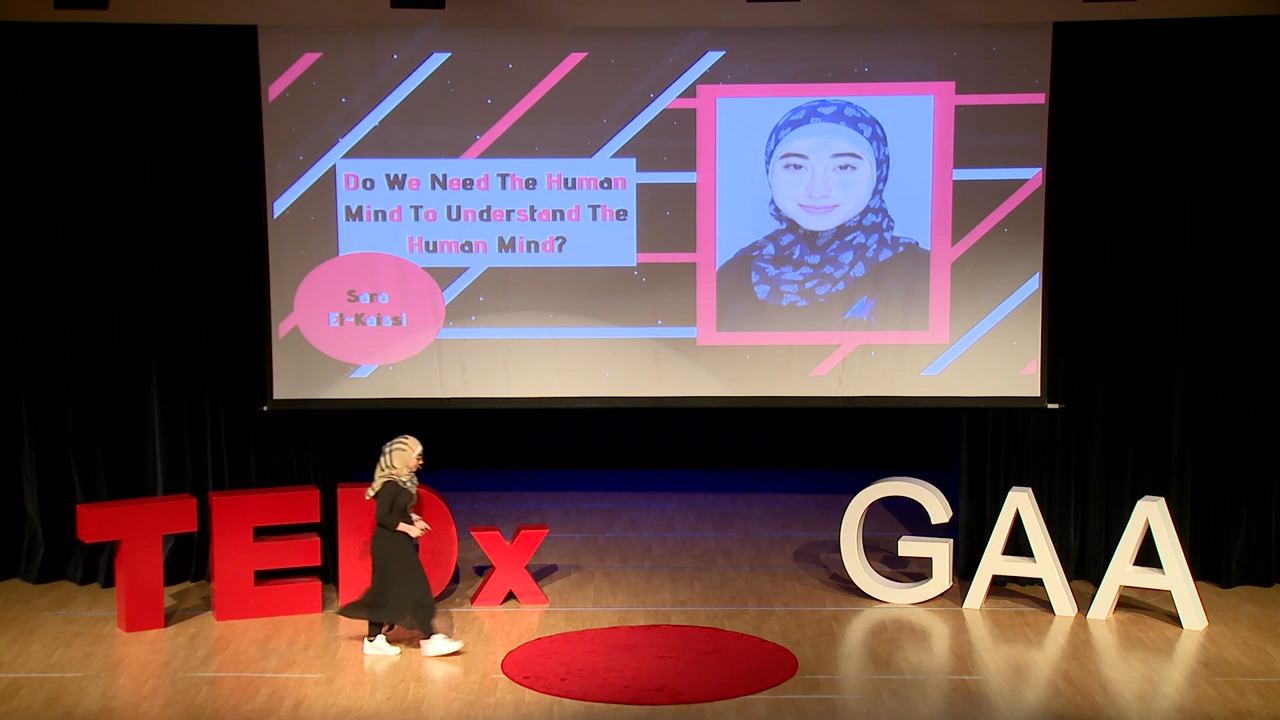 Do We Need The Human
Mind To Understand The
Human Mind?
Sara
El-Kaissi
TEDx
GAA